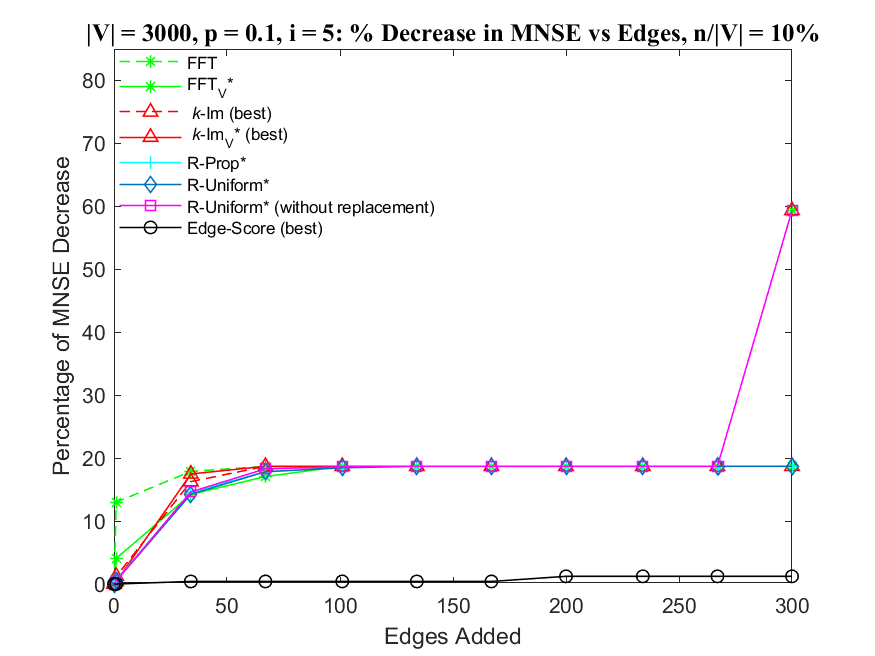 |V| = 3000, p = 0.1, i = 5: % Decrease in MNSE vs Edges, n/|V| = 10%
FFT
FFT_V*
k-Im (best)
k-Im_V* (best)
R-Prop*
R-Uniform*
R-Uniform* (without replacement)
Edge-Score (best)
Percentage of MNSE Decrease
80
70
60
50
40
30
20
10
0
0 50 100 150 200 250 300
Edges Added